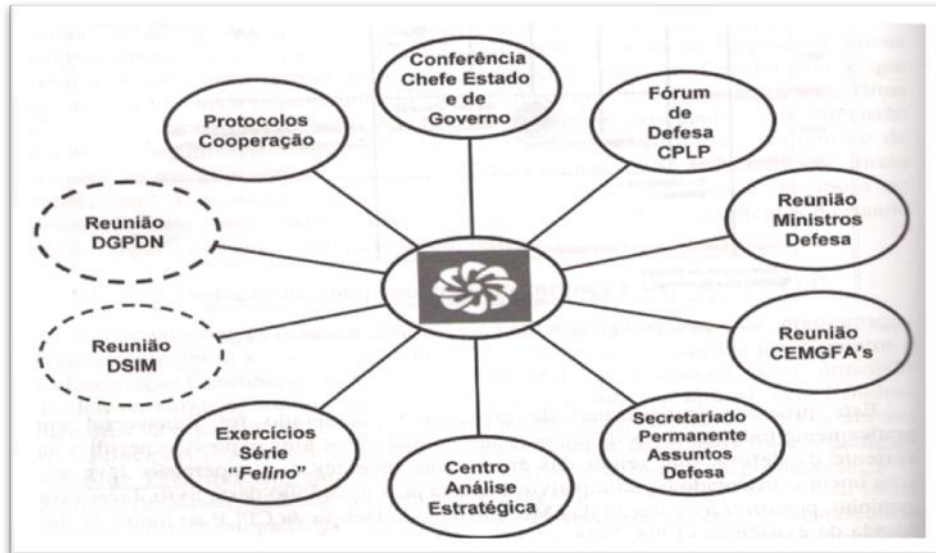 Conferência
Chefe Estado
e de
Governo
Fórum
de
Defesa
CPLP
Reunião
Ministros
Defesa
Reunião
CEMGFA's
Secretariado
Permanente
Assuntos
Defesa
Centro
Análise
Estratégica
Exercícios
Série
“Felino”
Reunião
DSIM
Reunião
DGPDN
Protocolos
Cooperação